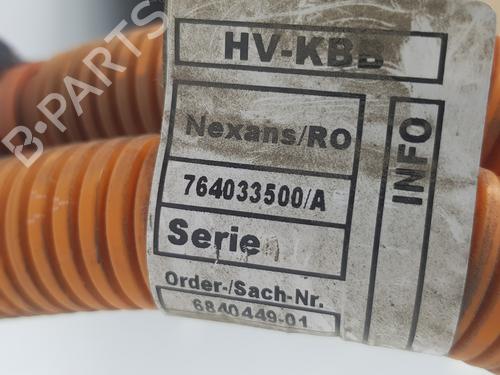 HV-KBB
Nexans/RO
764033500/A
Serie
Order-/Sach-Nr.
6840449-01
INFO
B-PARTS